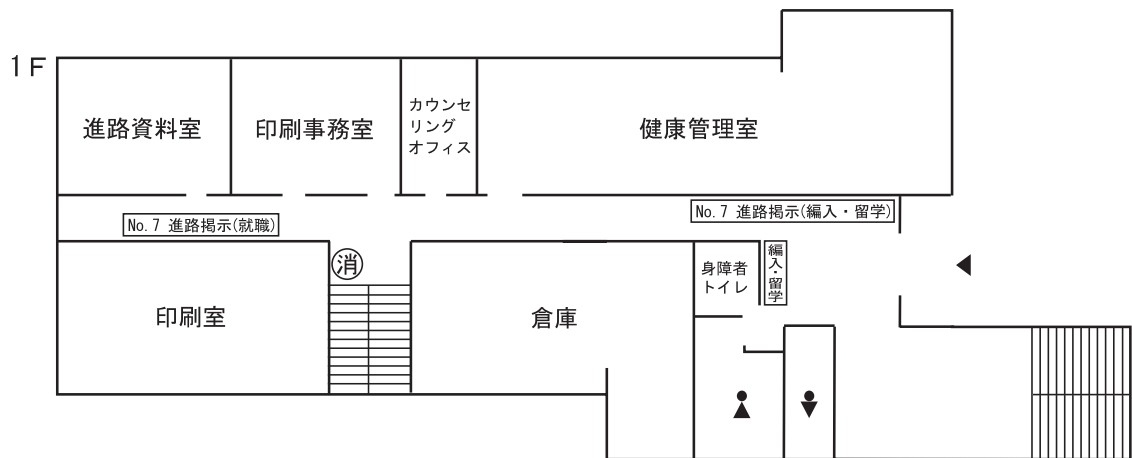 1F
進路資料室
印刷事務室
カウンセ
リング
オフィス
健康管理室
No.7 進路掲示(就職)
No.7 進路掲示(編入・留学)
印刷室
消
倉庫
身障者
トイレ
編入・留学